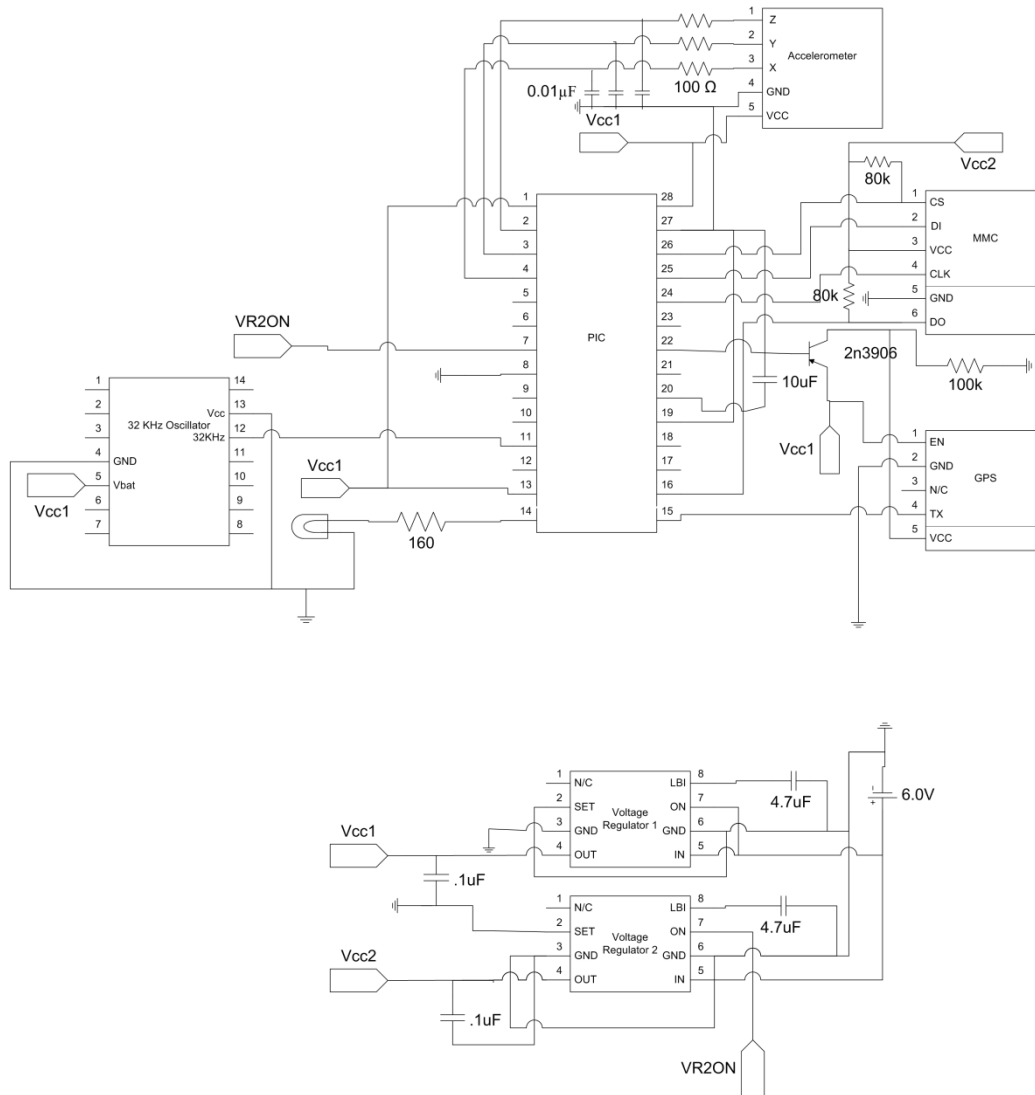 1 Z
2 Y
3 X
4 GND
5 VCC
Accelerometer
0.01µF
100 Ω
Vcc1
Vcc2
80k
80k
1 CS
2 DI
3 VCC
4 CLK
5 GND
6 DO
MMC
1 28
2 27
3 26
4 25
5 24
6 23
7 22
8 21
9 20
10 19
11 18
12 17
13 16
14 15
PIC
VR2ON
2n3906
10uF
100k
Vcc1
1 EN
2 GND
3 N/C
4 TX
5 VCC
GPS
1 14
2 Vcc 13
3 32KHz 12
4 GND 11
5 Vbat 10
6 9
7 8
32 KHz Oscillator
Vcc1
Vcc1
160
1 N/C LBI 8
2 SET ON 7
3 GND GND 6
4 OUT IN 5
Voltage
Regulator 1
4.7uF
-
+
6.0V
Vcc1
.1uF
1 N/C LBI 8
2 SET ON 7
3 GND GND 6
4 OUT IN 5
Voltage
Regulator 2
4.7uF
Vcc2
.1uF
VR2ON